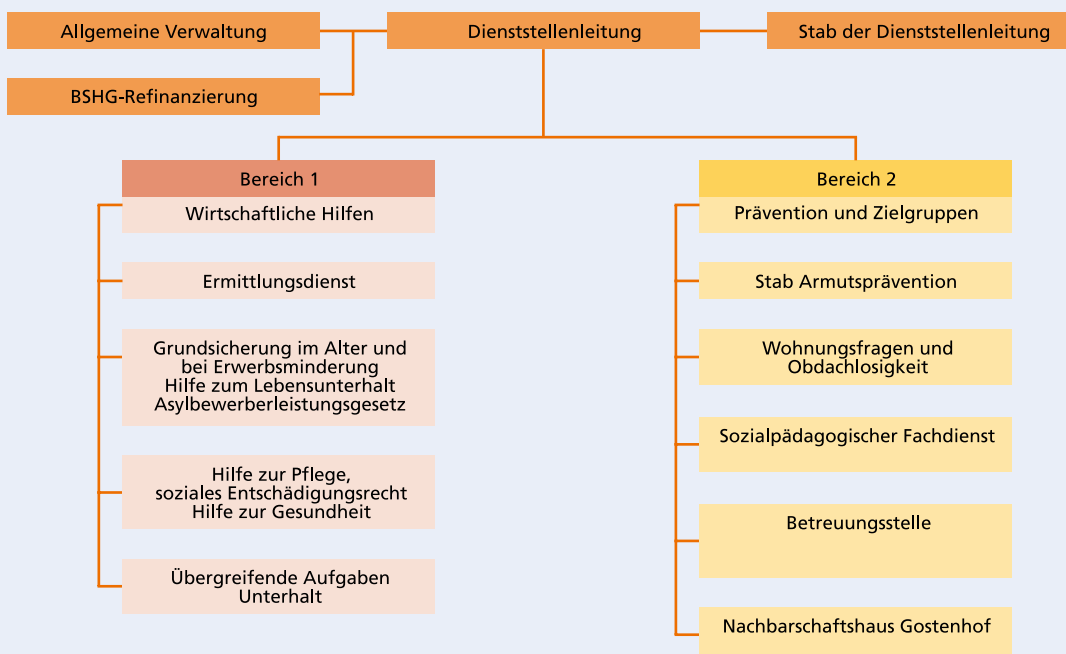 Allgemeine Verwaltung
Dienststellenleitung
Stab der Dienststellenleitung
BSHG-Refinanzierung
Bereich 1
Wirtschaftliche Hilfen
Ermittlungsdienst
Grundsicherung im Alter und
bei Erwerbsminderung
Hilfe zum Lebensunterhalt
Asylbewerberleistungsgesetz
Hilfe zur Pflege,
soziales Entschädigungsrecht
Hilfe zur Gesundheit
Übergreifende Aufgaben
Unterhalt
Bereich 2
Prävention und Zielgruppen
Stab Armutsprävention
Wohnungsfragen und
Obdachlosigkeit
Sozialpädagogischer Fachdienst
Betreuungsstelle
Nachbarschaftshaus Gostenhof